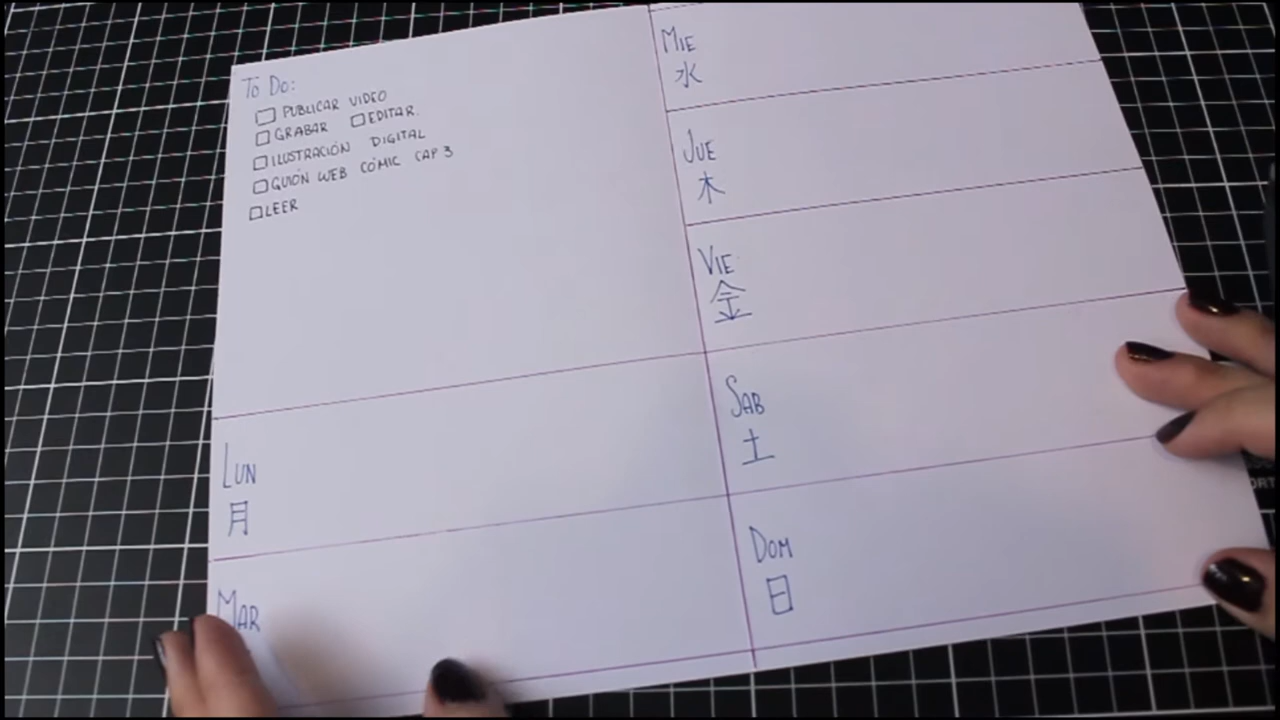 To Do:
□ PUBLICAR VIDEO
□ GRABAR □ EDITAR.
□ ILUSTRACIÓN DIGITAL
□ GUIÓN WEB CÓMIC CAP 3
□ LEER
LUN
月
MAR
MIE
水
JUE
木
VIE
金
SAB
土
DOM
日